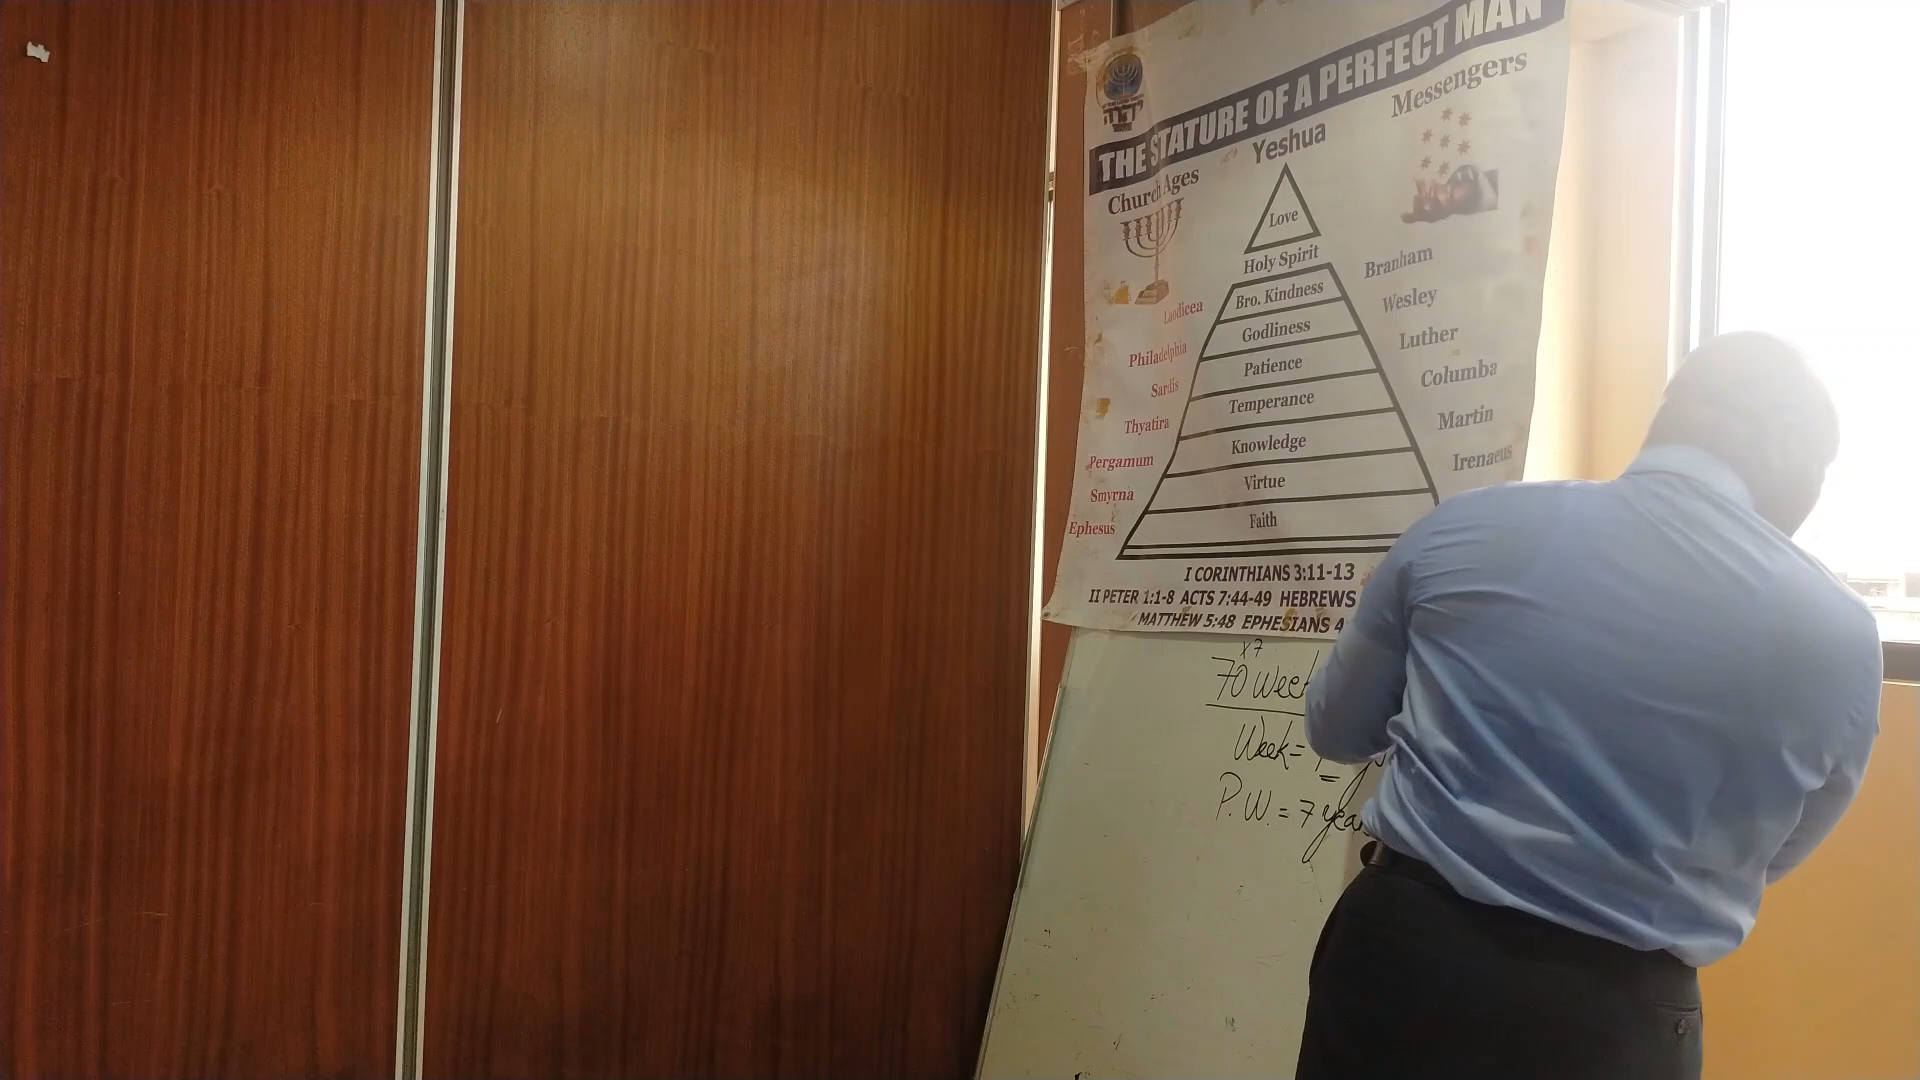 THE STATURE OF A PERFECT MAN
יהוה
Church Ages
Yeshua
Messengers
Love
Holy Spirit
Bro. Kindness
Godliness
Patience
Temperance
Knowledge
Virtue
Faith
Laodicea
Philadelphia
Sardis
Thyatira
Pergamum
Smyrna
Ephesus
Branham
Wesley
Luther
Columba
Martin
Irenaeus
I CORINTHIANS 3:11-13
II PETER 1:1-8 ACTS 7:44-49 HEBREWS
MATTHEW 5:48 EPHESIANS 4
x 7
70 Week
Week =
P.W. = 7 year